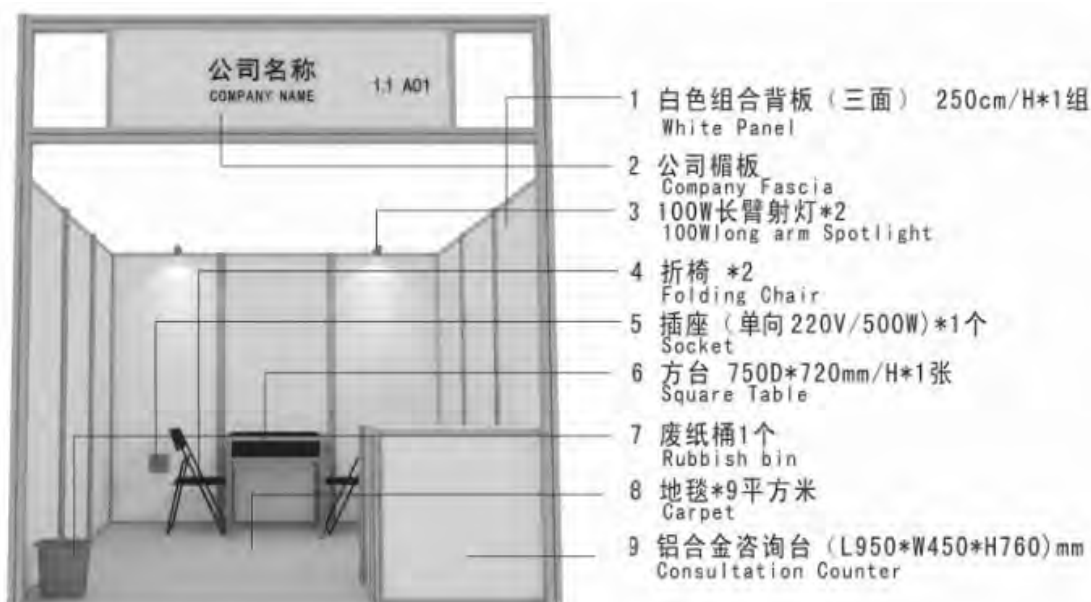 公司名称
COMPANY NAME
1.1 A01
1 白色组合背板（三面） 250cm/H*1组
White Panel
2 公司楣板
Company Fascia
3 100W长臂射灯*2
100Wlong arm Spotlight
4 折椅 *2
Folding Chair
5 插座（单向220V/500W)*1个
Socket
6 方台 750D*720mm/H*1张
Square Table
7 废纸桶1个
Rubbish bin
8 地毯*9平方米
Carpet
9 铝合金咨询台（L950*W450*H760)mm
Consultation Counter